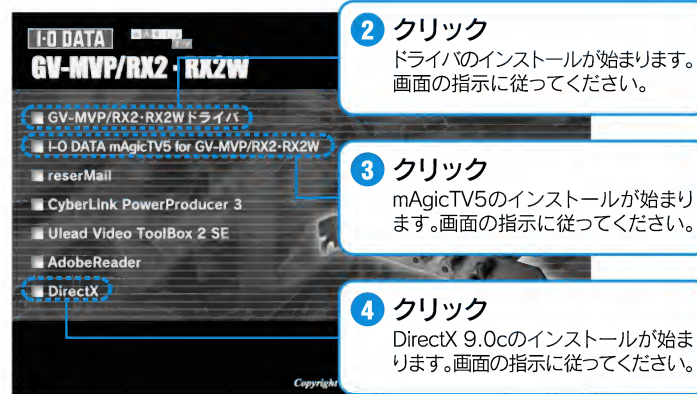 I-O DATA
GV-MVP/RX2・RX2W
GV-MVP/RX2・RX2Wドライバ
I-O DATA mAgicTV5 for GV-MVP/RX2・RX2W
reserMail
CyberLink PowerProducer 3
Ulead Video ToolBox 2 SE
AdobeReader
DirectX
Copyright
2 クリック
ドライバのインストールが始まります。
画面の指示に従ってください。
3 クリック
mAgicTV5のインストールが始まり
ます。画面の指示に従ってください。
4 クリック
DirectX 9.0cのインストールが始ま
ります。画面の指示に従ってください。